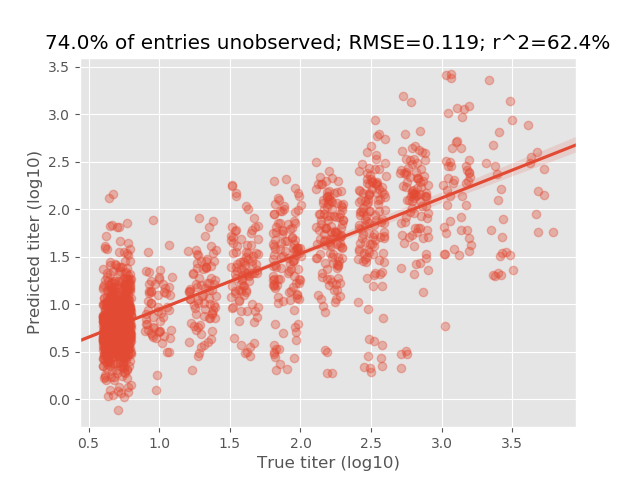 74.0% of entries unobserved; RMSE=0.119; r^2=62.4%
3.5
3.0
2.5
2.0
1.5
1.0
0.5
0.0
Predicted titer (log10)
0.5 1.0 1.5 2.0 2.5 3.0 3.5
True titer (log10)